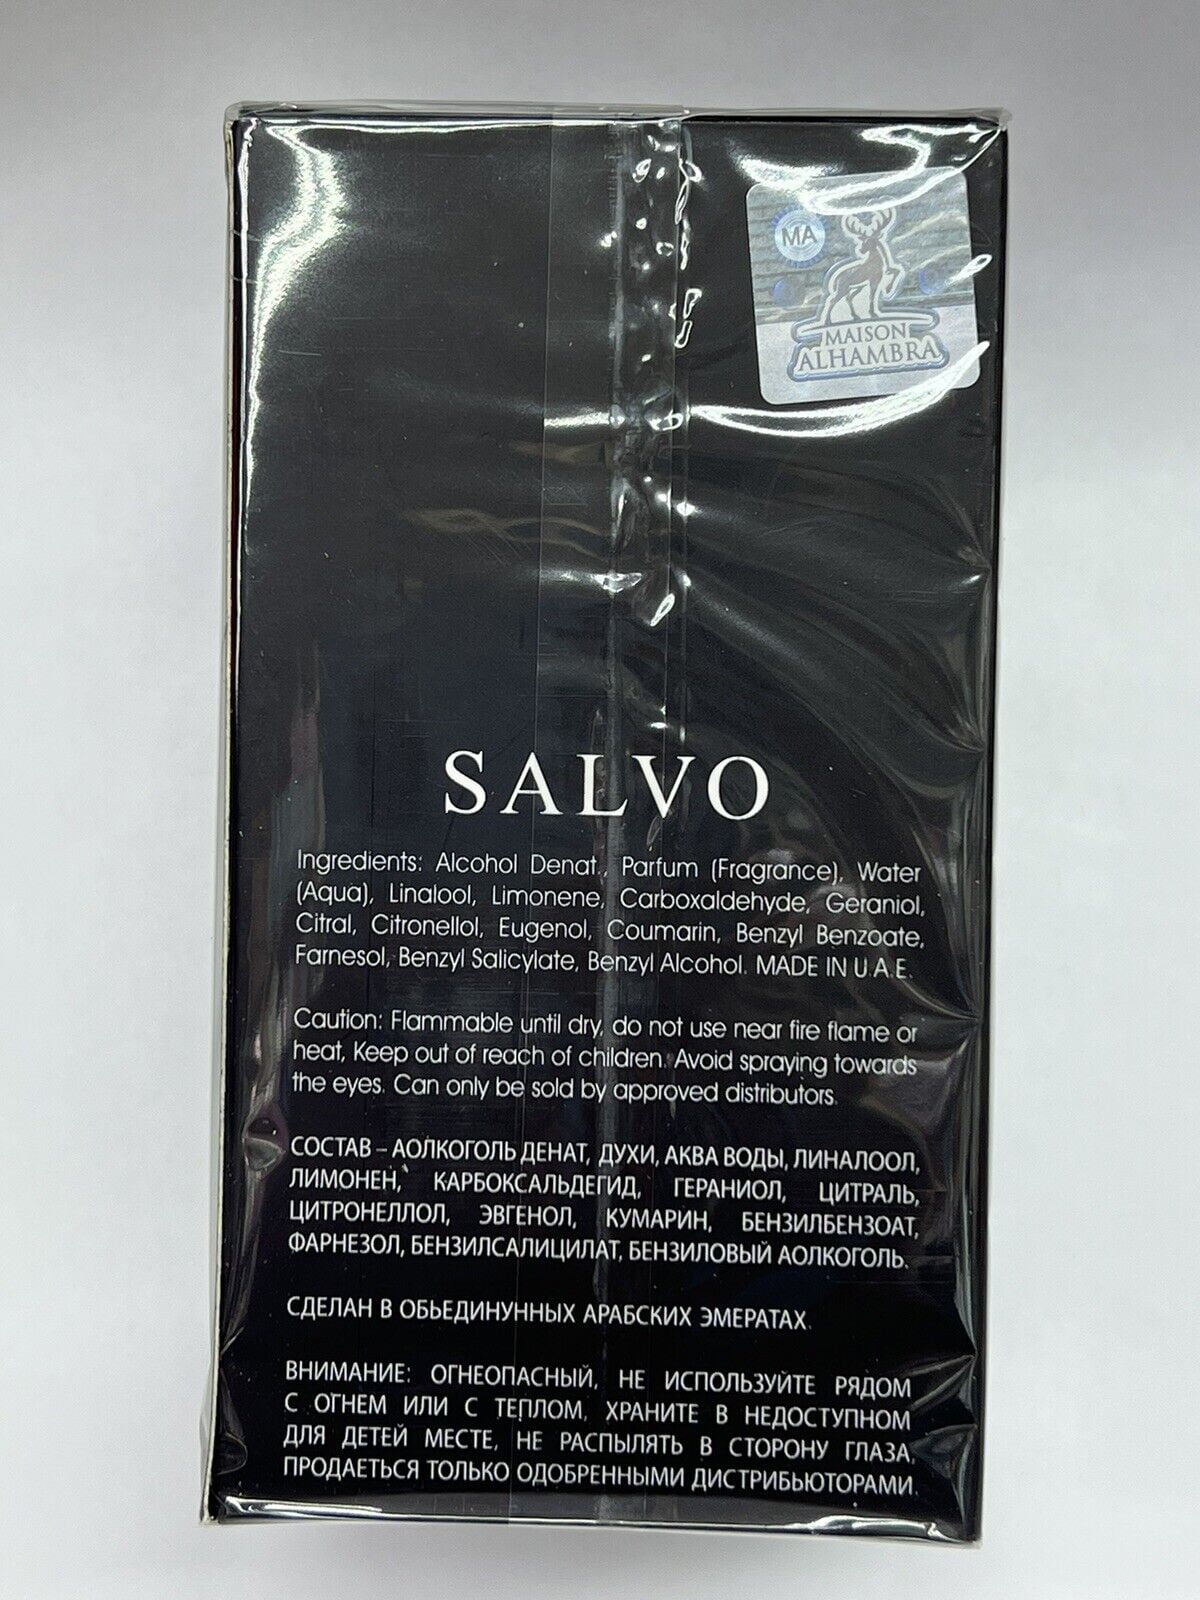 MA
MAISON
ALHAMBRA
SALVO
Ingredients: Alcohol Denat., Parfum (Fragrance), Water
(Aqua), Linalool, Limonene, Carboxaldehyde, Geraniol,
Citral, Citronellol, Eugenol, Coumarin, Benzyl Benzoate,
Farnesol, Benzyl Salicylate, Benzyl Alcohol. MADE IN U.A.E.
Caution: Flammable until dry, do not use near fire flame or
heat, Keep out of reach of children. Avoid spraying towards
the eyes. Can only be sold by approved distributors.
СОСТАВ – АОЛКОГОЛЬ ДЕНАТ, ДУХИ, АКВА ВОДЫ, ЛИНАЛООЛ,
ЛИМОНЕН, КАРБОКСАЛЬДЕГИД, ГЕРАНИОЛ, ЦИТРАЛЬ,
ЦИТРОНЕЛЛОЛ, ЭВГЕНОЛ, КУМАРИН, БЕНЗИЛБЕНЗОАТ,
ФАРНЕЗОЛ, БЕНЗИЛСАЛИЦИЛАТ, БЕНЗИЛОВЫЙ АОЛКОГОЛЬ.
СДЕЛАН В ОБЬЕДИНУННЫХ АРАБСКИХ ЭМЕРАТАХ.
ВНИМАНИЕ: ОГНЕОПАСНЫЙ, НЕ ИСПОЛЬЗУЙТЕ РЯДОМ
С ОГНЕМ ИЛИ С ТЕПЛОМ, ХРАНИТЕ В НЕДОСТУПНОМ
ДЛЯ ДЕТЕЙ МЕСТЕ, НЕ РАСПЫЛЯТЬ В СТОРОНУ ГЛАЗА,
ПРОДАЕТЬСЯ ТОЛЬКО ОДОБРЕННЫМИ ДИСТРИБЬЮТОРАМИ.